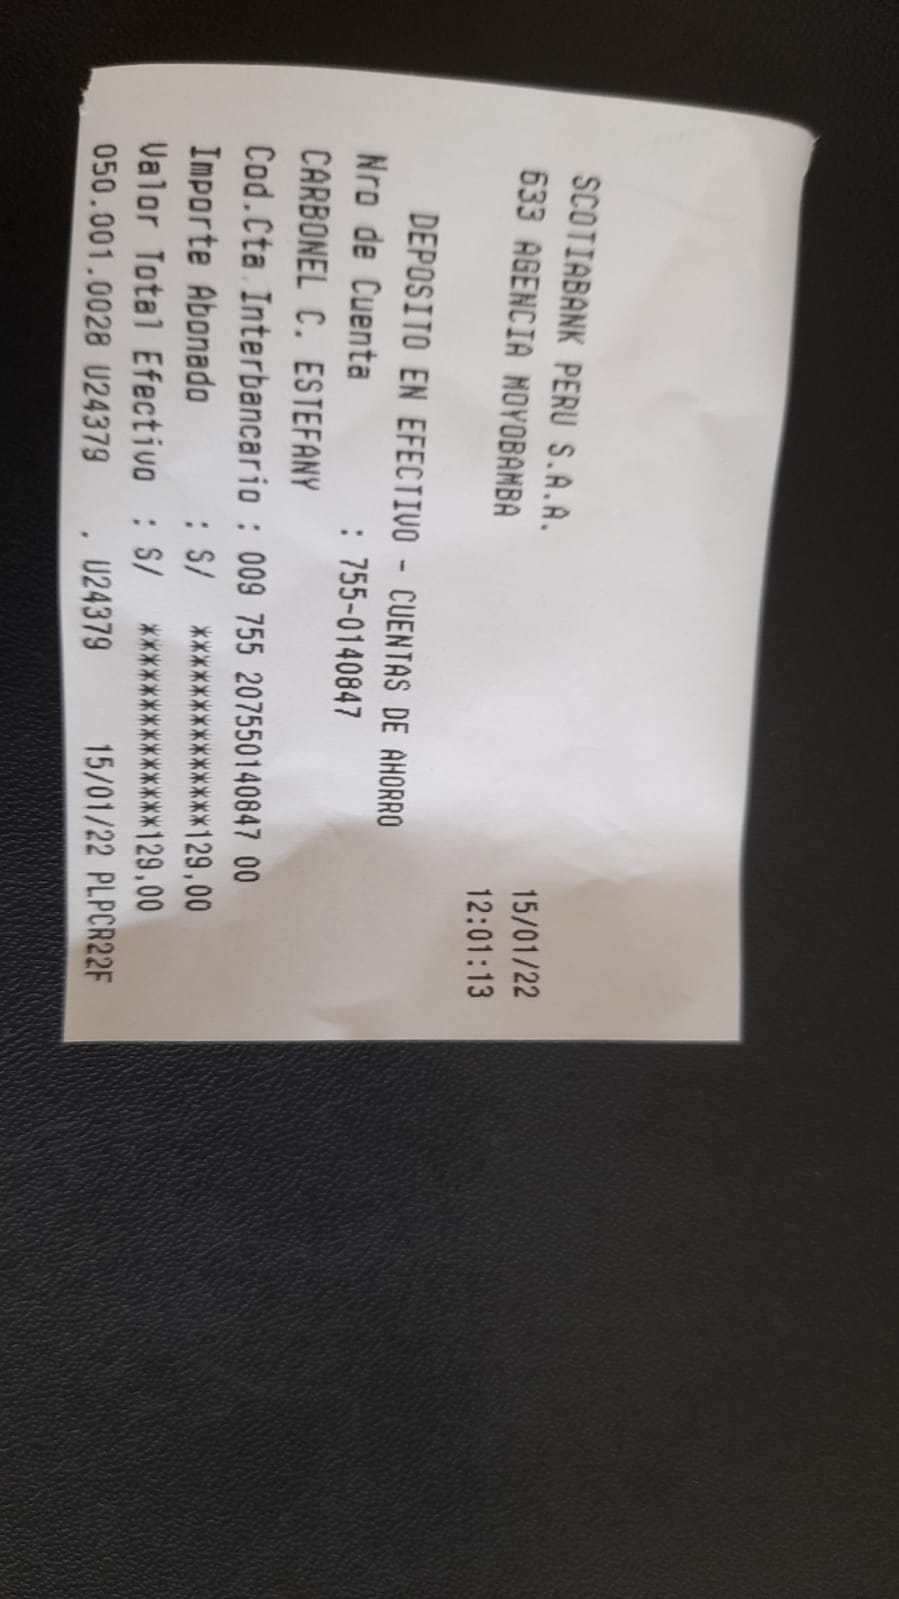 SCOTIABANK PERU S.A.A.
633 AGENCIA MOYOBAMBA 15/01/22
12:01:13
DEPOSITO EN EFECTIVO - CUENTAS DE AHORRO
Nro de Cuenta : 755-0140847
CARBONEL C. ESTEFANY
Cod.Cta.Interbancario : 009 755 207550140847 00
Importe Abonado : S/ **************129,00
Valor Total Efectivo : S/ **************129,00
050.001.0028 U24379 . U24379 15/01/22 PLPCR22F